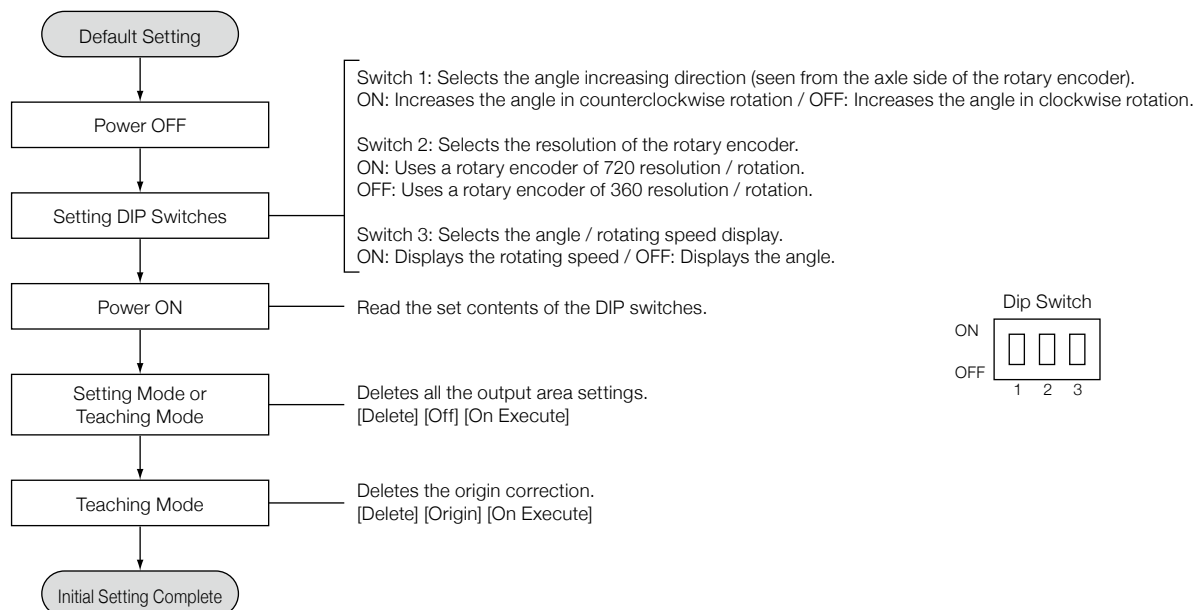 Default Setting
Power OFF
Setting DIP Switches
Switch 1: Selects the angle increasing direction (seen from the axle side of the rotary encoder).
ON: Increases the angle in counterclockwise rotation / OFF: Increases the angle in clockwise rotation.
Switch 2: Selects the resolution of the rotary encoder.
ON: Uses a rotary encoder of 720 resolution / rotation.
OFF: Uses a rotary encoder of 360 resolution / rotation.
Switch 3: Selects the angle / rotating speed display.
ON: Displays the rotating speed / OFF: Displays the angle.
Power ON
Read the set contents of the DIP switches.
Dip Switch
ON
OFF
1 2 3
Setting Mode or
Teaching Mode
Deletes all the output area settings.
[Delete] [Off] [On Execute]
Teaching Mode
Deletes the origin correction.
[Delete] [Origin] [On Execute]
Initial Setting Complete